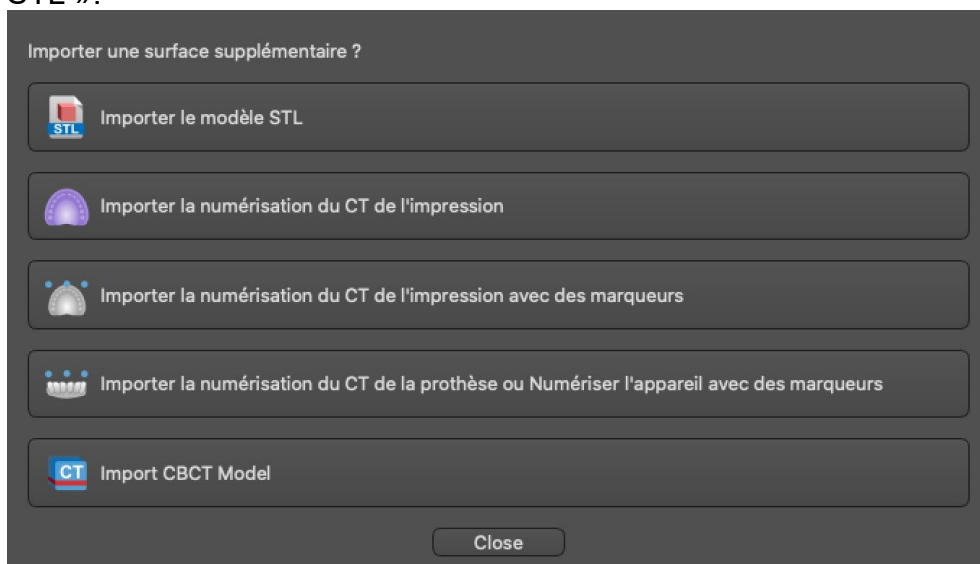 STL ».
Importer une surface supplémentaire ?
STL
Importer le modèle STL
Importer la numérisation du CT de l'impression
Importer la numérisation du CT de l'impression avec des marqueurs
Importer la numérisation du CT de la prothèse ou Numériser l'appareil avec des marqueurs
CT
Import CBCT Model
Close